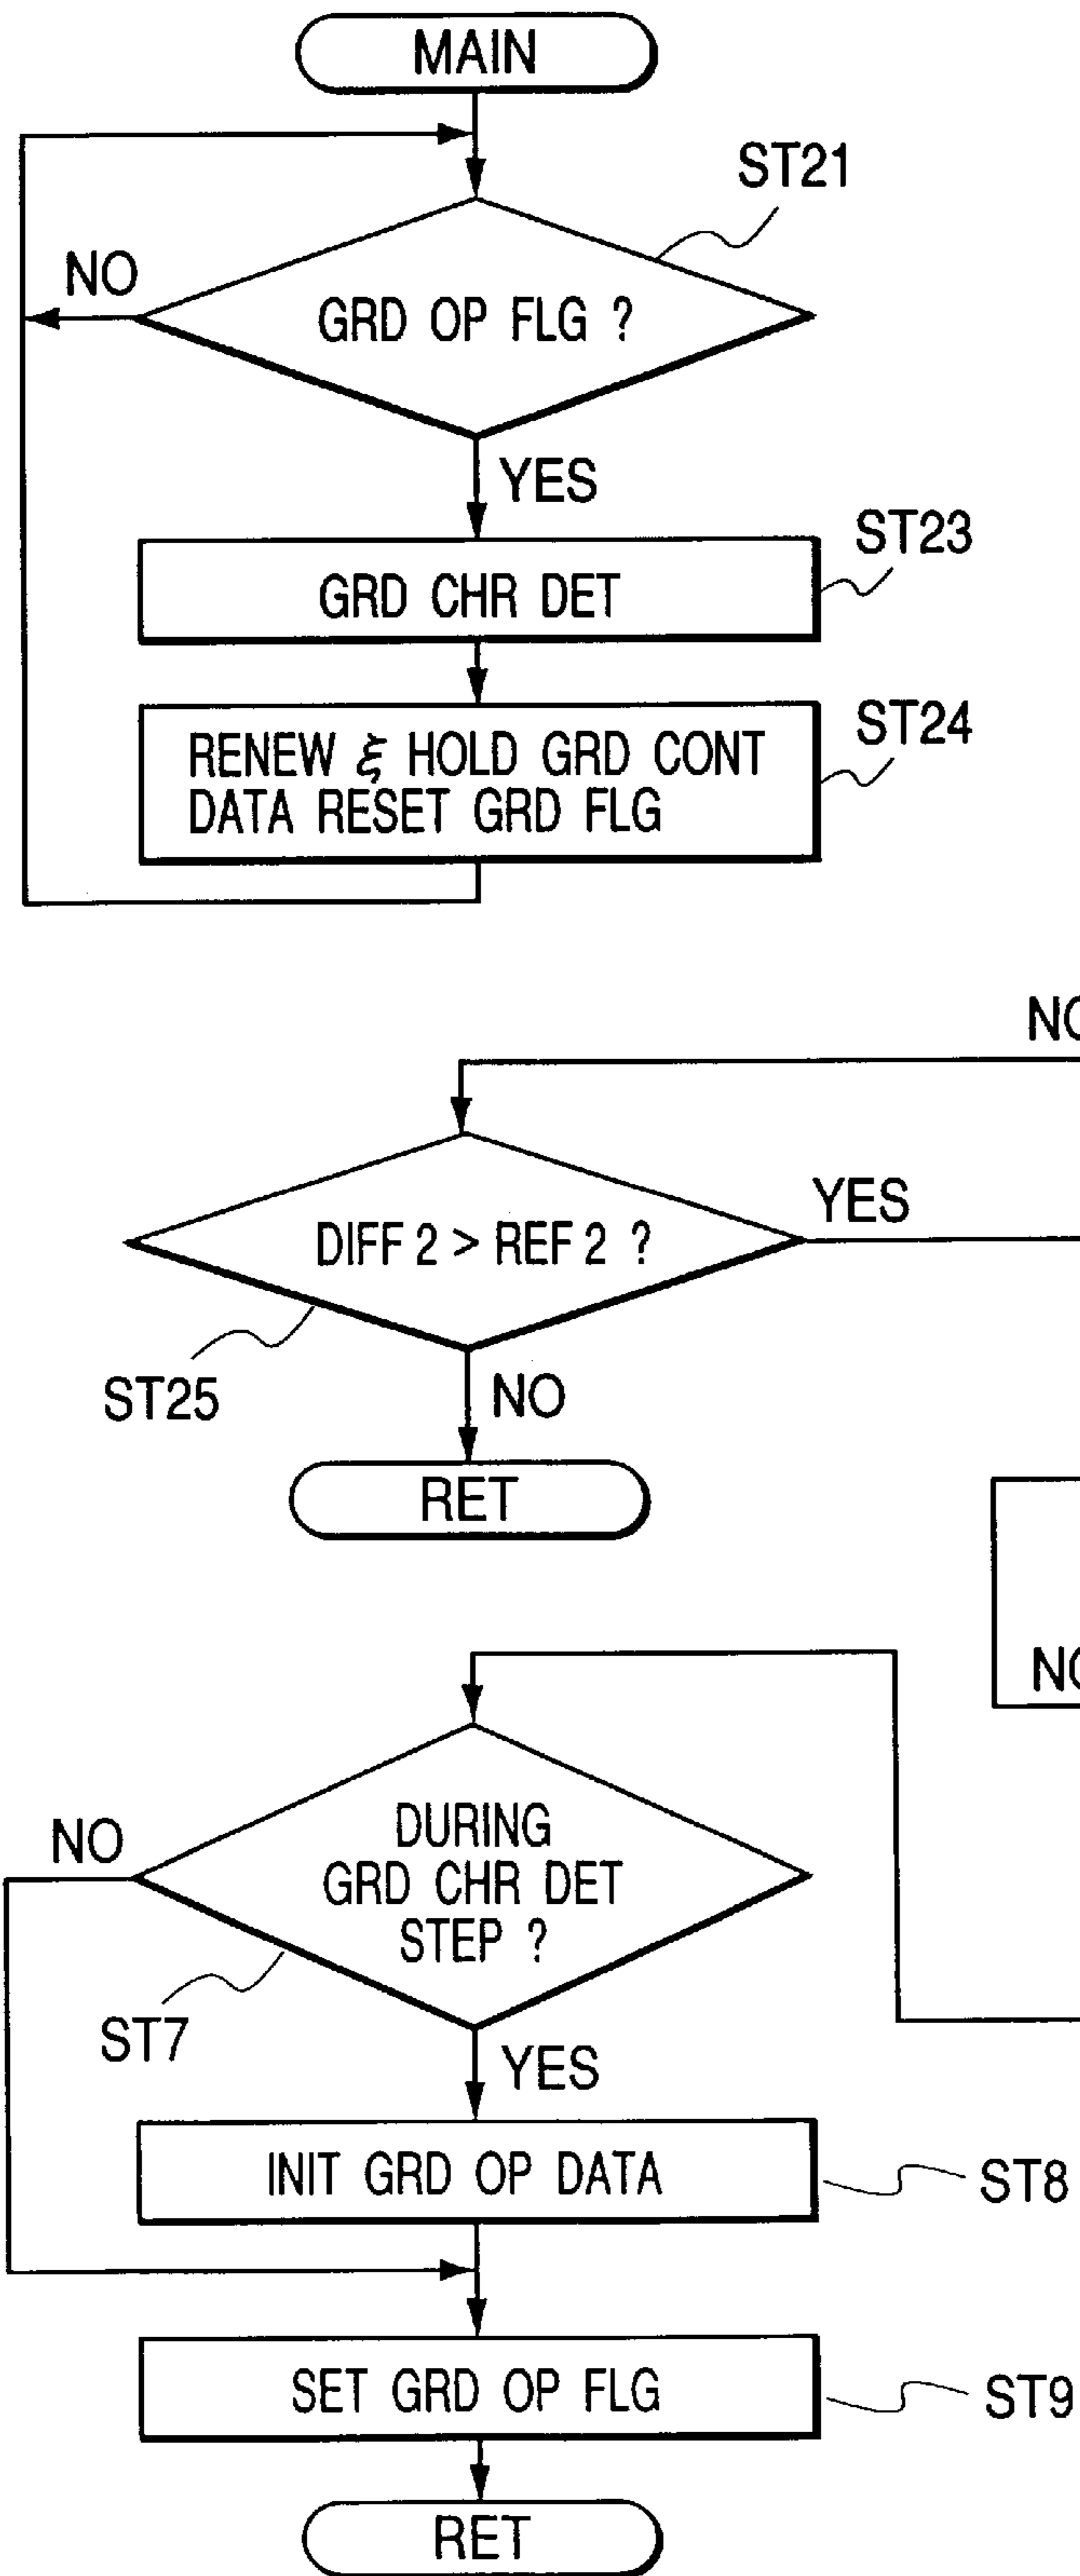 MAIN
ST21
NO
GRD OP FLG ?
YES
ST23
GRD CHR DET
ST24
RENEW ξ HOLD GRD CONT
DATA RESET GRD FLG
NO
YES
DIFF 2 > REF 2 ?
ST25
NO
RET
NO
DURING
NO
GRD CHR DET
STEP ?
ST7
YES
INIT GRD OP DATA
ST8
SET GRD OP FLG
ST9
RET